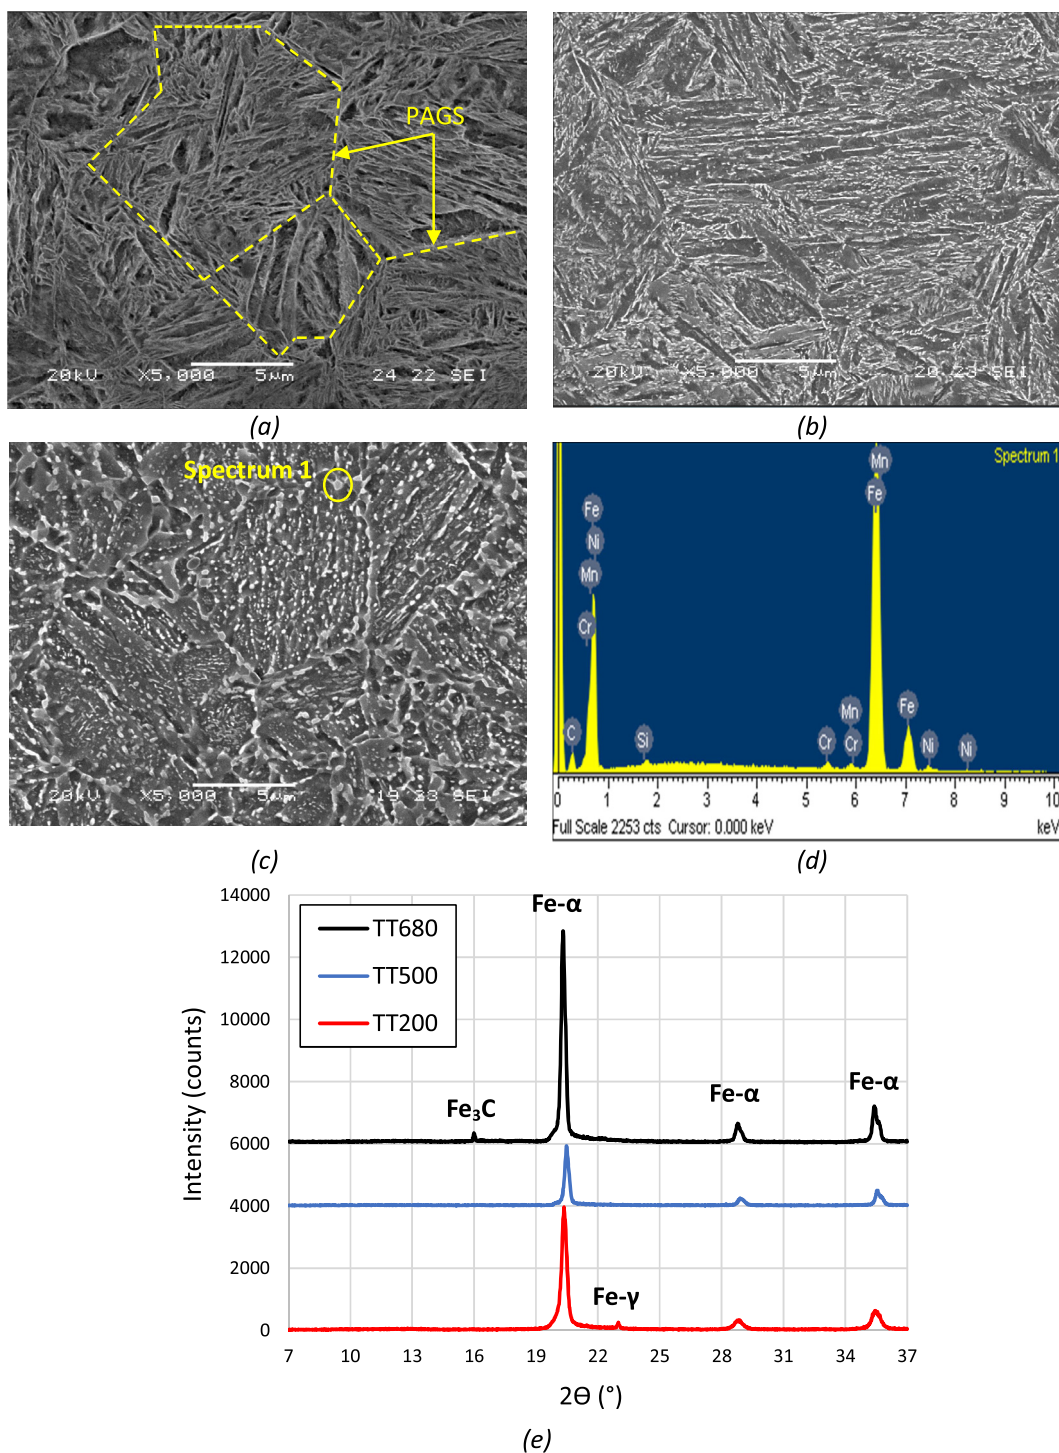 PAGS
20kV X5,000 5μm 24 22 SEI
20kV X5,000 5μm 20 23 SEI
(a)
(b)
Spectrum 1
20kV X5,000 5μm 19 23 SEI
Spectrum 1
Mn
Fe
Fe
Ni
Mn
Cr
C
Si
Mn
Cr
Cr
Fe
Ni
Ni
0 1 2 3 4 5 6 7 8 9 10
Full Scale 2253 cts Cursor: 0.000 keV
keV
(c)
(d)
14000
12000
10000
8000
6000
4000
2000
0
Intensity (counts)
TT680
TT500
TT200
Fe-α
Fe₃C
Fe-α
Fe-α
Fe-γ
7 10 13 16 19 22 25 28 31 34 37
2Θ (°)
(e)